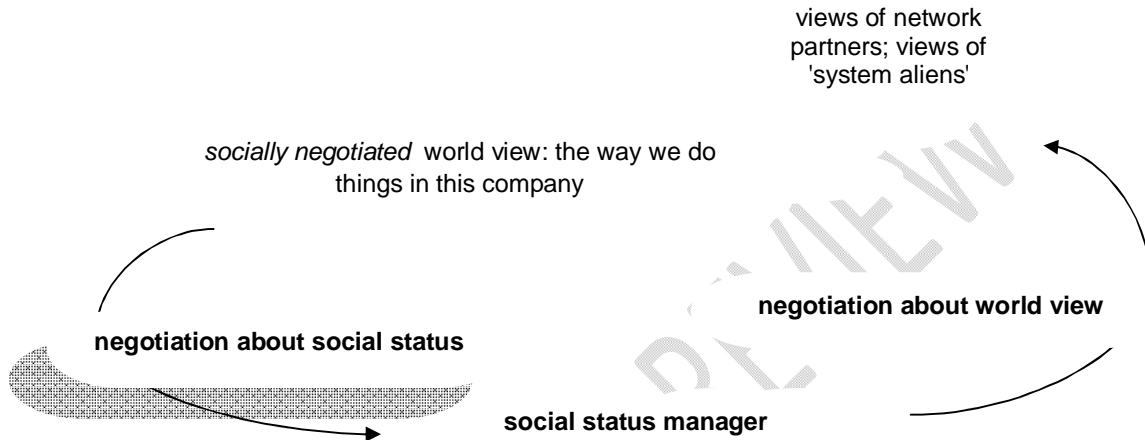 views of network
partners; views of
'system aliens'
socially negotiated world view: the way we do
things in this company
negotiation about world view
negotiation about social status
social status manager